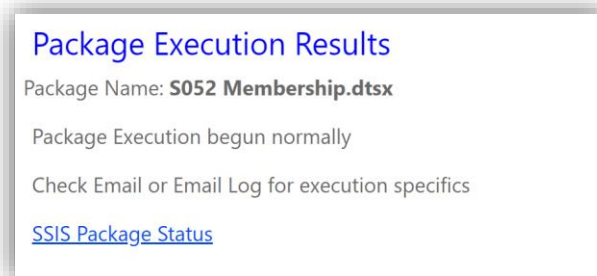 Package Execution Results
Package Name: S052 Membership.dtsx
Package Execution begun normally
Check Email or Email Log for execution specifics
SSIS Package Status